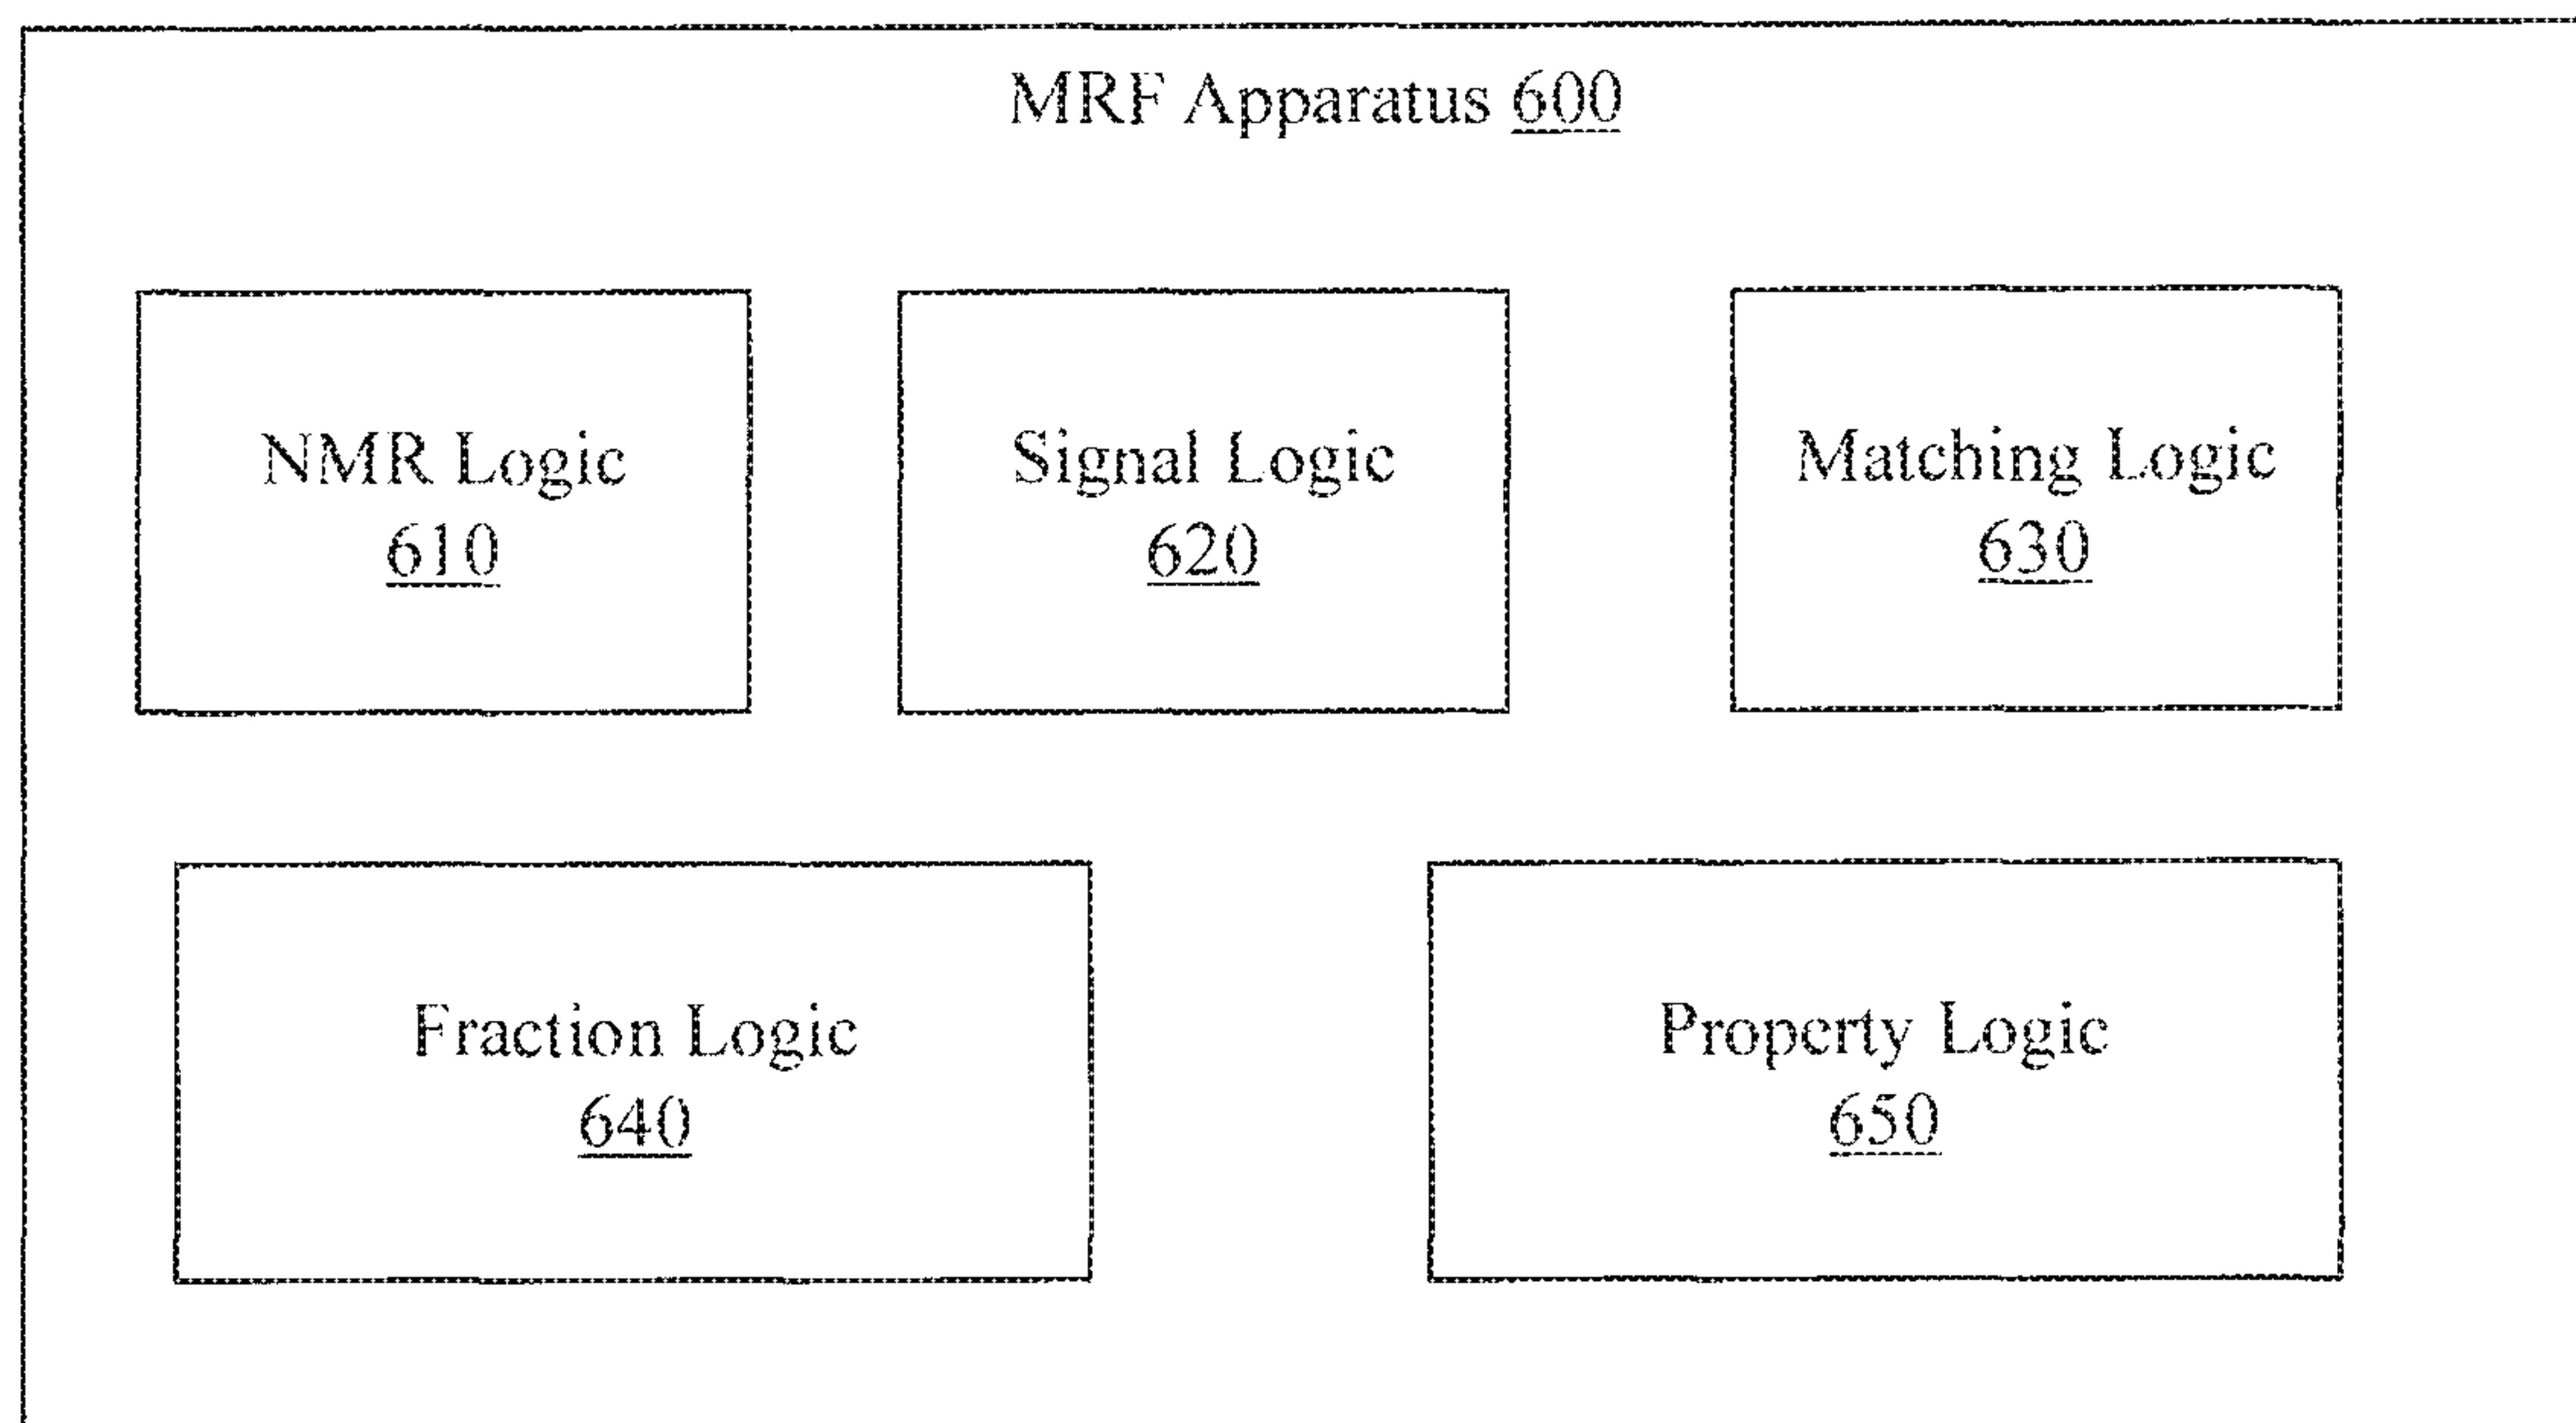 MRF Apparatus 600
NMR Logic
610
Signal Logic
620
Matching Logic
630
Fraction Logic
640
Property Logic
650